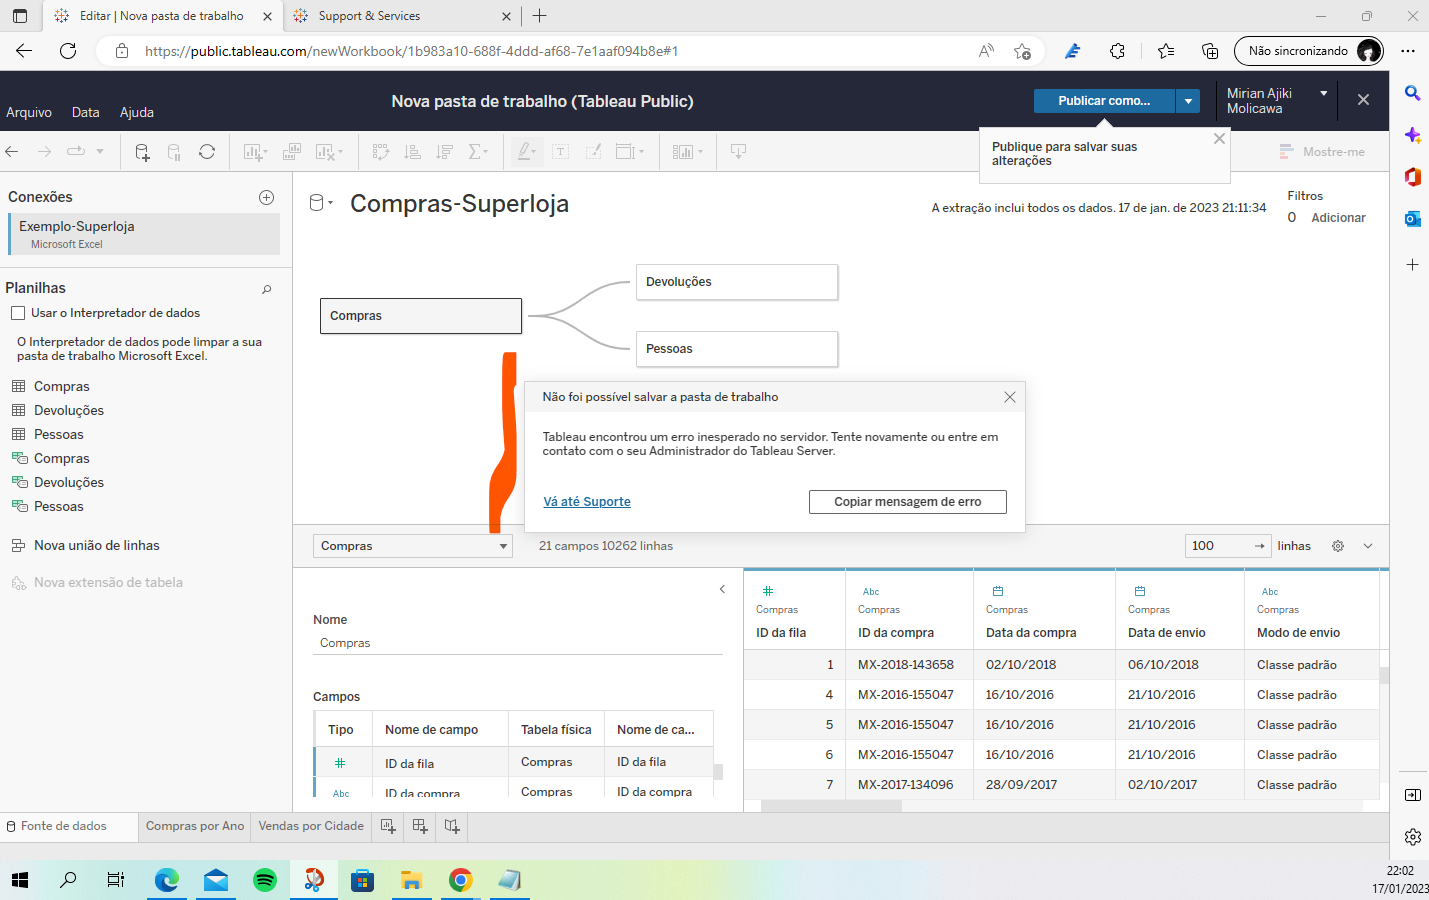 Editar | Nova pasta de trabalho
Support & Services
https://public.tableau.com/newWorkbook/1b983a10-688f-4ddd-af68-7e1aaf094b8e#1
Não sincronizando
Arquivo
Data
Ajuda
Nova pasta de trabalho (Tableau Public)
Publicar como...
Mirian Ajiki
Molicawa
Publique para salvar suas
alterações
Mostre-me
Conexões
Exemplo-Superloja
Microsoft Excel
Planilhas
Usar o Interpretador de dados
O Interpretador de dados pode limpar a sua
pasta de trabalho Microsoft Excel.
Compras
Devoluções
Pessoas
Compras
Devoluções
Pessoas
Nova união de linhas
Nova extensão de tabela
Compras-Superloja
A extração inclui todos os dados. 17 de jan. de 2023 21:11:34
Filtros
0 Adicionar
Compras
Devoluções
Pessoas
Não foi possível salvar a pasta de trabalho
Tableau encontrou um erro inesperado no servidor. Tente novamente ou entre em
contato com o seu Administrador do Tableau Server.
Vá até Suporte
Copiar mensagem de erro
Compras
21 campos 10262 linhas
100
linhas
Nome
Compras
Campos
Tipo Nome de campo Tabela física Nome de ca...
# ID da fila Compras ID da fila
Abc ID da compra Compras ID da compra
# Abc Abc
Compras Compras Compras Compras Compras
ID da fila ID da compra Data da compra Data de envio Modo de envio
1 MX-2018-143658 02/10/2018 06/10/2018 Classe padrão
4 MX-2016-155047 16/10/2016 21/10/2016 Classe padrão
5 MX-2016-155047 16/10/2016 21/10/2016 Classe padrão
6 MX-2016-155047 16/10/2016 21/10/2016 Classe padrão
7 MX-2017-134096 28/09/2017 02/10/2017 Classe padrão
Fonte de dados
Compras por Ano
Vendas por Cidade
22:02
17/01/2023